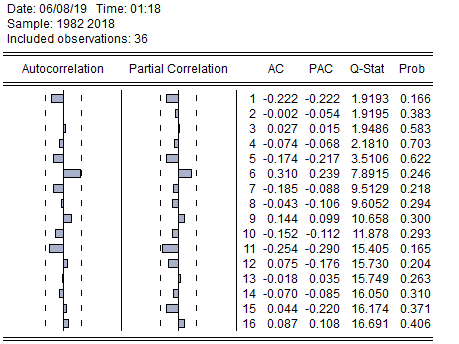 Date: 06/08/19 Time: 01:18
Sample: 1982 2018
Included observations: 36
Autocorrelation Partial Correlation AC PAC Q-Stat Prob
1 -0.222 -0.222 1.9193 0.166
2 -0.002 -0.054 1.9195 0.383
3 0.027 0.015 1.9486 0.583
4 -0.074 -0.068 2.1810 0.703
5 -0.174 -0.217 3.5106 0.622
6 0.310 0.239 7.8915 0.246
7 -0.185 -0.088 9.5129 0.218
8 -0.043 -0.106 9.6052 0.294
9 0.144 0.099 10.658 0.300
10 -0.152 -0.112 11.878 0.293
11 -0.254 -0.290 15.405 0.165
12 0.075 -0.176 15.730 0.204
13 -0.018 0.035 15.749 0.263
14 -0.070 -0.085 16.050 0.310
15 0.044 -0.220 16.174 0.371
16 0.087 0.108 16.691 0.406